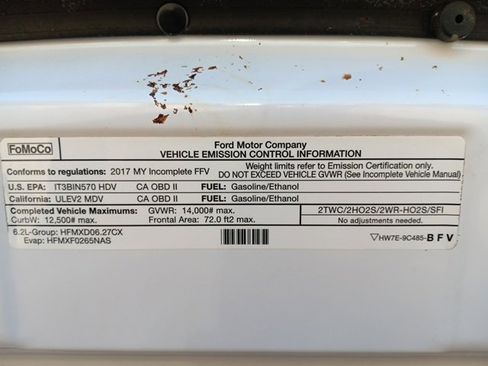 FoMoCo
Ford Motor Company
VEHICLE EMISSION CONTROL INFORMATION
Conforms to regulations: 2017 MY Incomplete FFV
Weight limits refer to Emission Certification only.
DO NOT EXCEED VEHICLE GVWR (See Incomplete Vehicle Manual)
U.S. EPA: IT3BIN570 HDV CA OBD II FUEL: Gasoline/Ethanol
California: ULEV2 MDV CA OBD II FUEL: Gasoline/Ethanol
Completed Vehicle Maximums: GVWR: 14,000# max.
CurbW: 12,500# max. Frontal Area: 72.0 ft2 max.
2TWC/2HO2S/2WR-HO2S/SFI
No adjustments needed.
6.2L-Group: HFMXD06.27CX
Evap: HFMXF0265NAS
HW7E-9C485-BFV